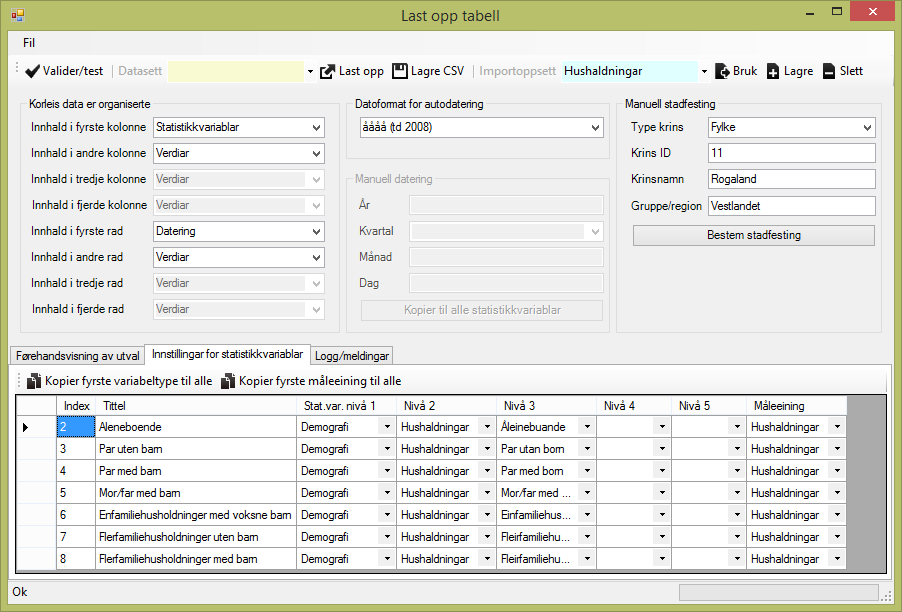 Last opp tabell
Fil
Valider/test Datasett Last opp Lagre CSV Importoppsett Hushaldningar Bruk Lagre Slett
Korleis data er organiserte
Innhald i fyrste kolonne Statistikkvariablar
Innhald i andre kolonne Verdiar
Innhald i tredje kolonne Verdiar
Innhald i fjerde kolonne Verdiar
Innhald i fyrste rad Datering
Innhald i andre rad Verdiar
Innhald i tredje rad Verdiar
Innhald i fjerde rad Verdiar
Datoformat for autodatering
åååå (td 2008)
Manuell datering
År
Kvartal
Månad
Dag
Kopier til alle statistikkvariablar
Manuell stadfesting
Type krins Fylke
Krins ID 11
Krinsnamn Rogaland
Gruppe/region Vestlandet
Bestem stadfesting
Førehandsvisning av utval Innstillingar for statistikkvariablar Logg/meldingar
Kopier fyrste variabeltype til alle Kopier fyrste måleeining til alle
Index Tittel Stat.var. nivå 1 Nivå 2 Nivå 3 Nivå 4 Nivå 5 Måleeining
2 Aleneboende Demografi Hushaldningar Åleinebuande Hushaldningar
3 Par uten barn Demografi Hushaldningar Par utan born Hushaldningar
4 Par med barn Demografi Hushaldningar Par med born Hushaldningar
5 Mor/far med barn Demografi Hushaldningar Mor/far med ... Hushaldningar
6 Enfamiliehusholdninger med voksne barn Demografi Hushaldningar Einfamiliehus... Hushaldningar
7 Flerfamiliehusholdninger uten barn Demografi Hushaldningar Fleirfamiliehu... Hushaldningar
8 Flerfamiliehusholdninger med barn Demografi Hushaldningar Fleirfamiliehu... Hushaldningar
Ok